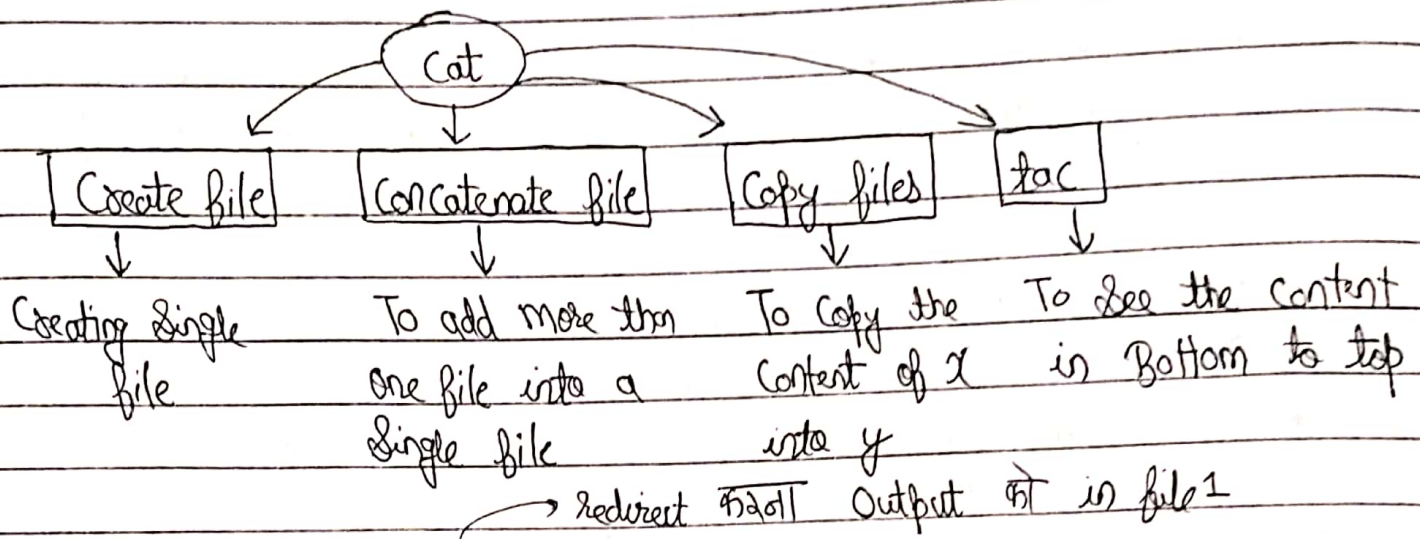 Cat
Create file Concatenate file Copy files tac
Creating Single To add more then To Copy the To See the Content
file one file into a Content of x in Bottom to top
Single file into y
Redirect करना Output को in file1